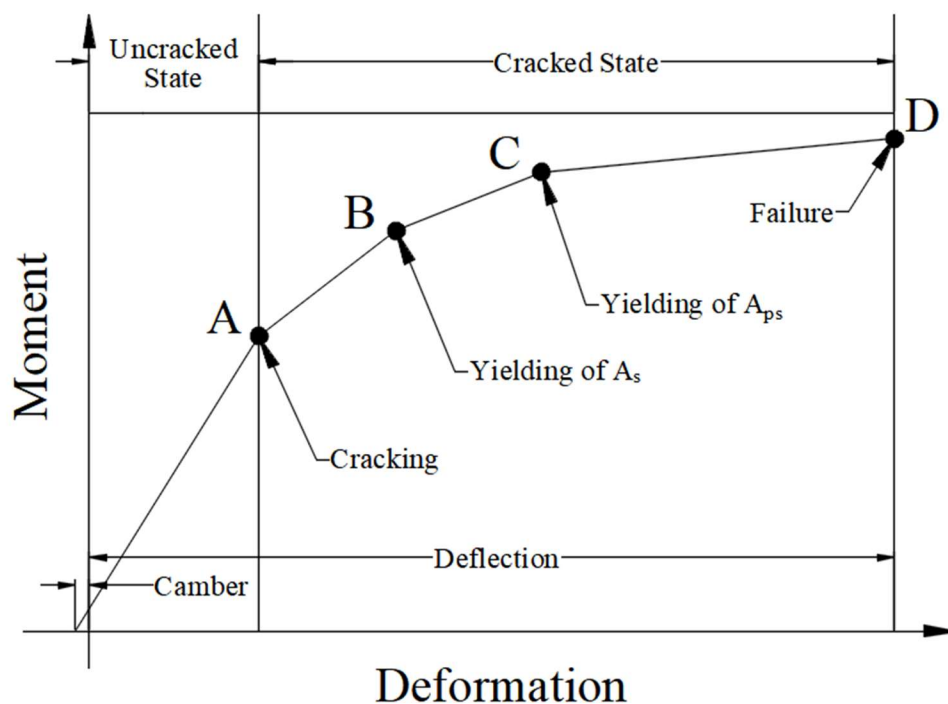 Uncracked
State
Cracked State
D
C
Failure
B
Yielding of Aps
A
Yielding of As
Moment
Cracking
Deflection
Camber
Deformation